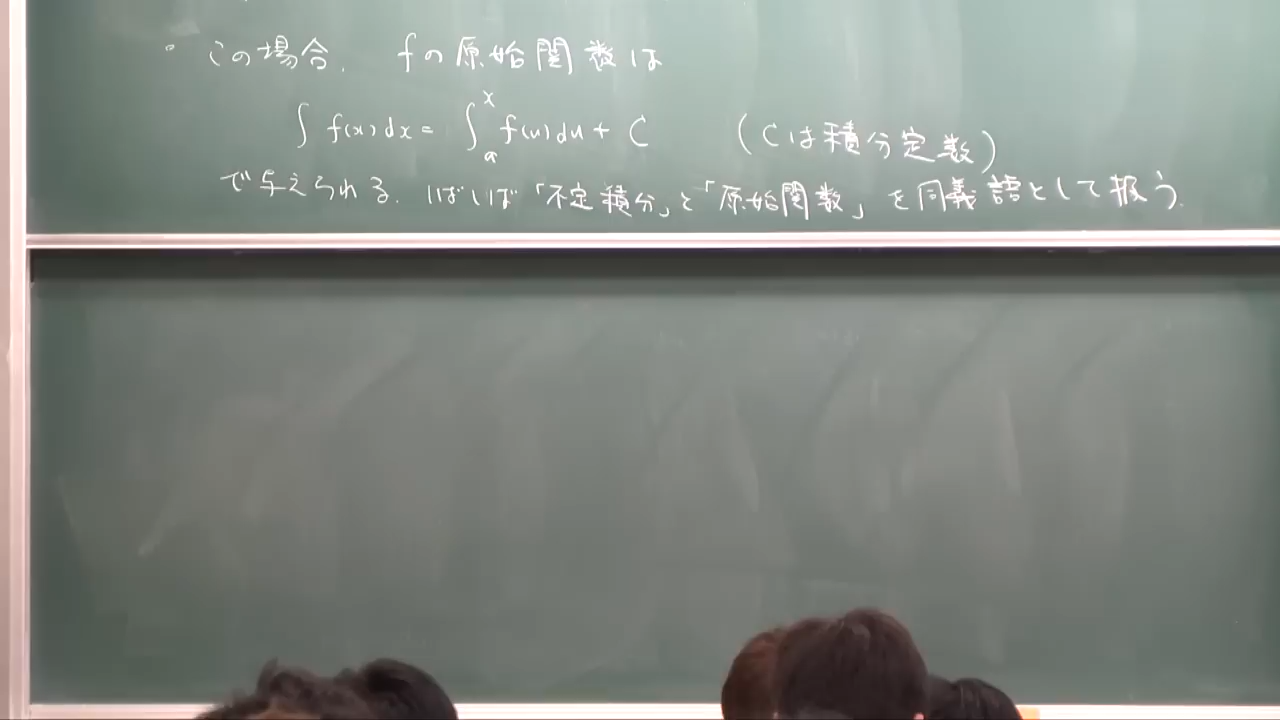 。この場合、 fの原始関数は
∫ f(x)dx = ∫_a^x f(u)du + C （Cは積分定数）
で与えられる. しばしば「不定積分」と「原始関数」を同義語として扱う.